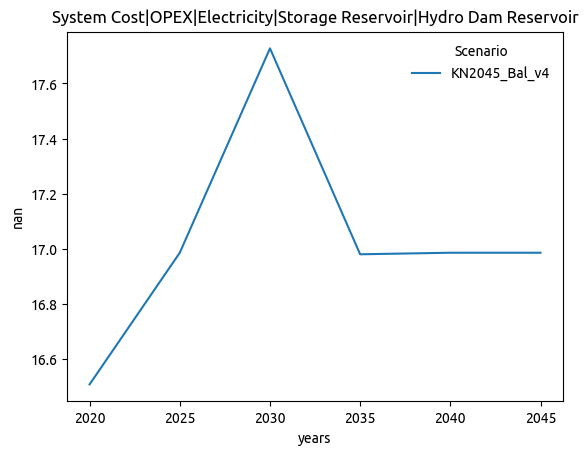 System Cost|OPEX|Electricity|Storage Reservoir|Hydro Dam Reservoir
Scenario
KN2045_Bal_v4
17.6
17.4
17.2
17.0
16.8
16.6
nan
2020 2025 2030 2035 2040 2045
years